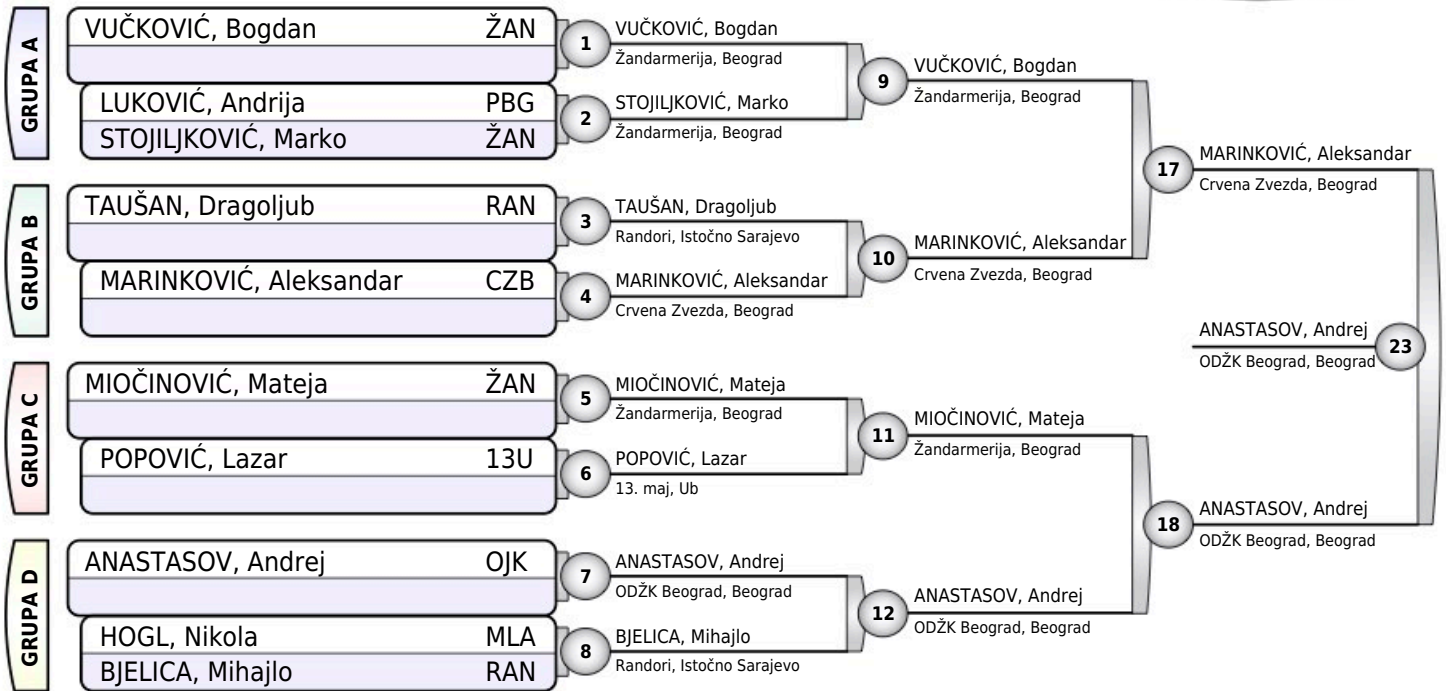 GRUPA A
VUČKOVIĆ, Bogdan ŽAN
LUKOVIĆ, Andrija PBG
STOJILJKOVIĆ, Marko ŽAN
GRUPA B
TAUŠAN, Dragoljub RAN
MARINKOVIĆ, Aleksandar CZB
GRUPA C
MIOČINOVIĆ, Mateja ŽAN
POPOVIĆ, Lazar 13U
GRUPA D
ANASTASOV, Andrej OJK
HOGL, Nikola MLA
BJELICA, Mihajlo RAN
1
VUČKOVIĆ, Bogdan
Žandarmerija, Beograd
2
STOJILJKOVIĆ, Marko
Žandarmerija, Beograd
3
TAUŠAN, Dragoljub
Randori, Istočno Sarajevo
4
MARINKOVIĆ, Aleksandar
Crvena Zvezda, Beograd
5
MIOČINOVIĆ, Mateja
Žandarmerija, Beograd
6
POPOVIĆ, Lazar
13. maj, Ub
7
ANASTASOV, Andrej
ODŽK Beograd, Beograd
8
BJELICA, Mihajlo
Randori, Istočno Sarajevo
9
VUČKOVIĆ, Bogdan
Žandarmerija, Beograd
10
MARINKOVIĆ, Aleksandar
Crvena Zvezda, Beograd
11
MIOČINOVIĆ, Mateja
Žandarmerija, Beograd
12
ANASTASOV, Andrej
ODŽK Beograd, Beograd
17
MARINKOVIĆ, Aleksandar
Crvena Zvezda, Beograd
18
ANASTASOV, Andrej
ODŽK Beograd, Beograd
ANASTASOV, Andrej
ODŽK Beograd, Beograd
23